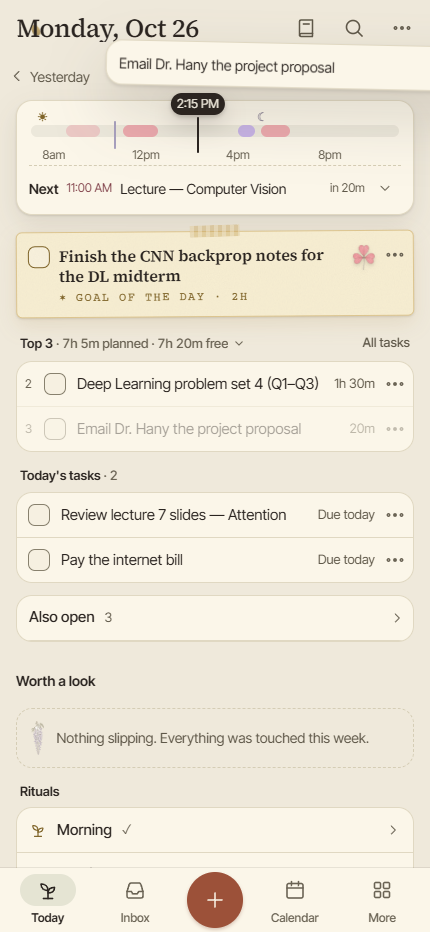 Monday, Oct 26
Email Dr. Hany the project proposal
Yesterday
2:15 PM
8am 12pm 4pm 8pm
Next 11:00 AM Lecture — Computer Vision in 20m
Finish the CNN backprop notes for
the DL midterm
✶ GOAL OF THE DAY · 2H
Top 3 · 7h 5m planned · 7h 20m free
All tasks
2 Deep Learning problem set 4 (Q1–Q3) 1h 30m
3 Email Dr. Hany the project proposal 20m
Today's tasks · 2
Review lecture 7 slides — Attention Due today
Pay the internet bill Due today
Also open 3
Worth a look
Nothing slipping. Everything was touched this week.
Rituals
Morning ✓
Today Inbox Calendar More